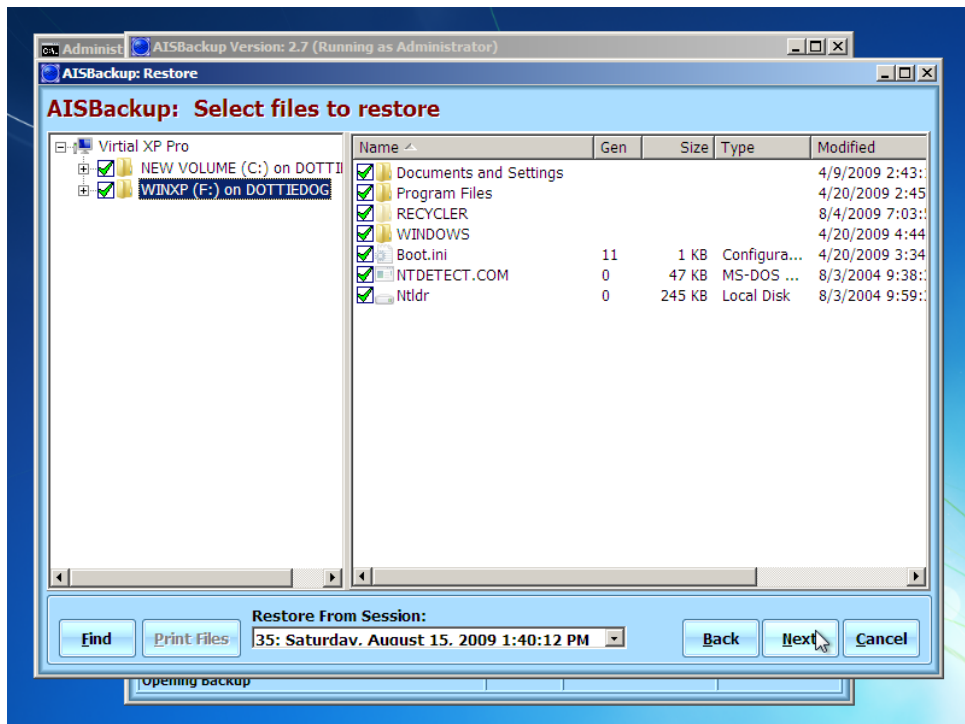 Administ AISBackup Version: 2.7 (Running as Administrator)
AISBackup: Restore
AISBackup: Select files to restore
Virtial XP Pro
NEW VOLUME (C:) on DOTTI
WINXP (F:) on DOTTIEDOG
Name Gen Size Type Modified
Documents and Settings 4/9/2009 2:43:
Program Files 4/20/2009 2:45
RECYCLER 8/4/2009 7:03:
WINDOWS 4/20/2009 4:44
Boot.ini 11 1 KB Configura... 4/20/2009 3:34
NTDETECT.COM 0 47 KB MS-DOS ... 8/3/2004 9:38:
Ntldr 0 245 KB Local Disk 8/3/2004 9:59:
Restore From Session:
Find Print Files 35: Saturday, August 15, 2009 1:40:12 PM Back Next Cancel
Opening Backup